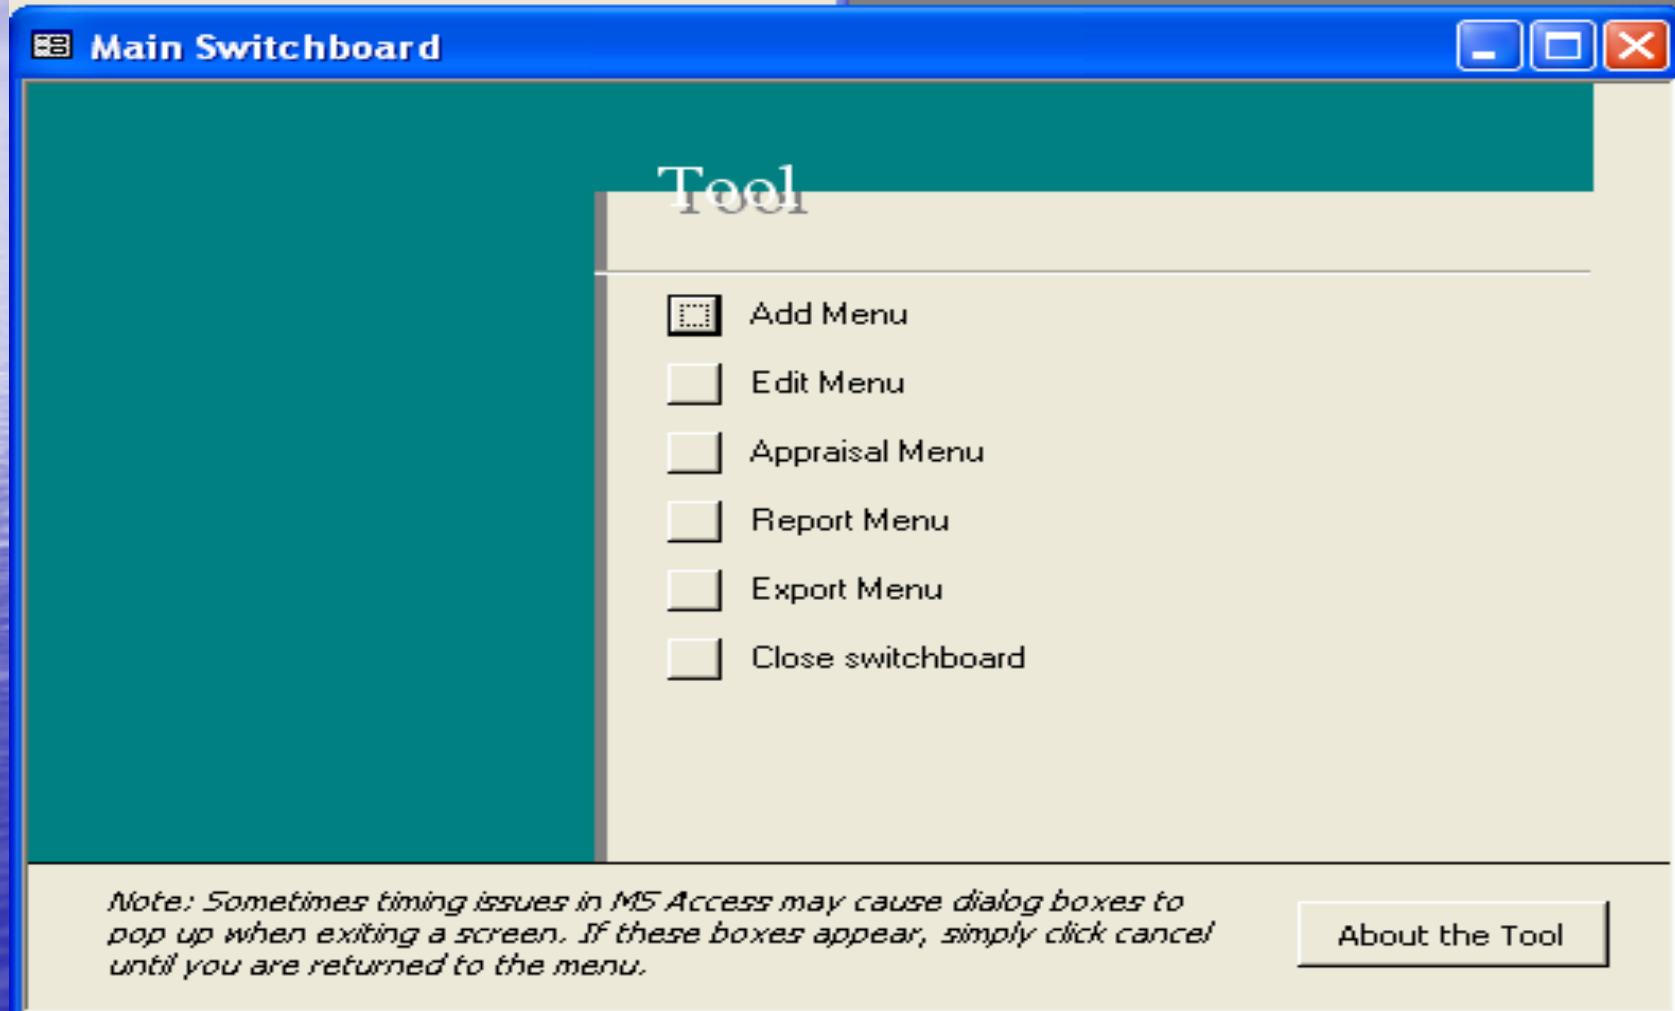 Main Switchboard
Tool
Add Menu
Edit Menu
Appraisal Menu
Report Menu
Export Menu
Close switchboard
Note: Sometimes timing issues in MS Access may cause dialog boxes to
pop up when exiting a screen. If these boxes appear, simply click cancel
until you are returned to the menu.
About the Tool